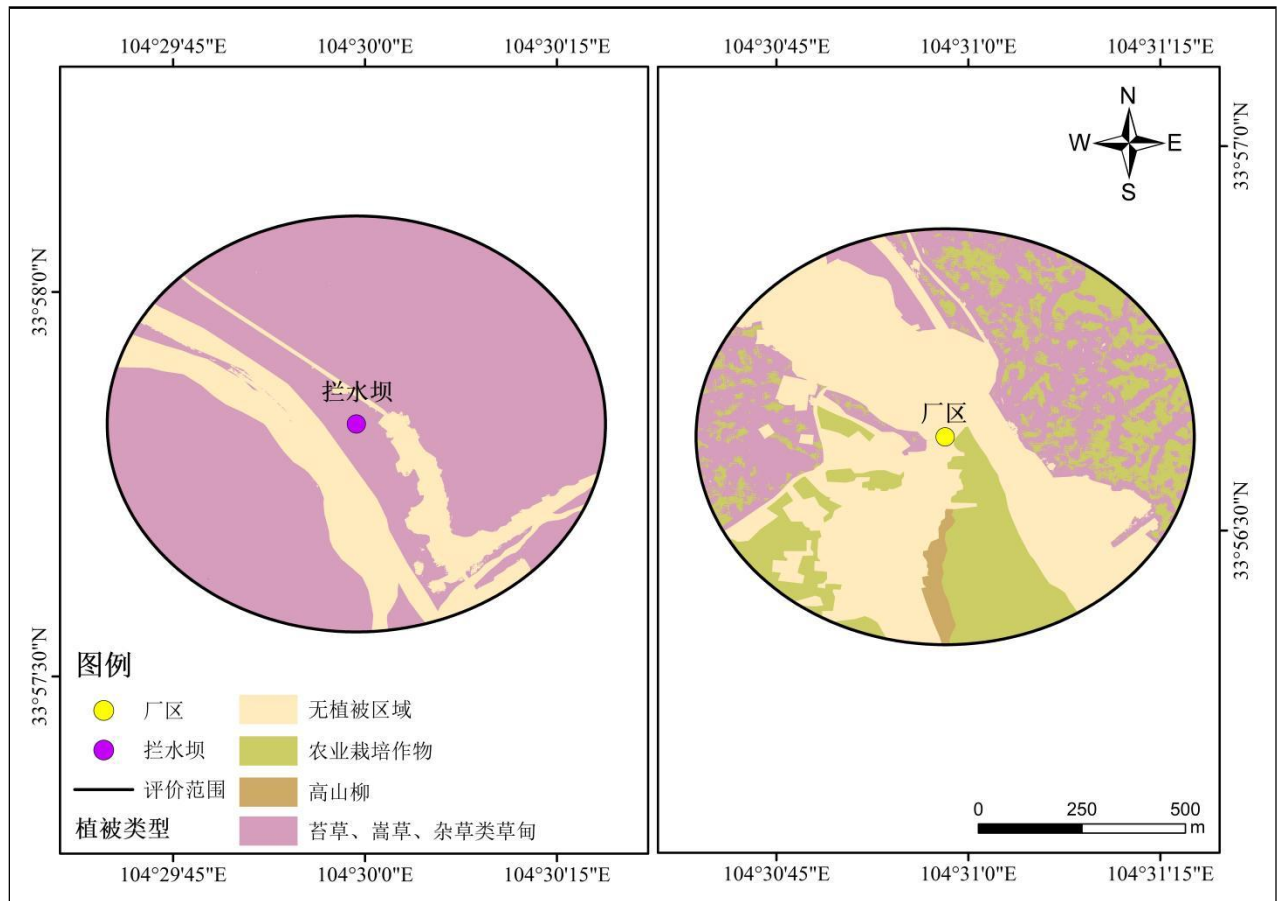 104°29'45"E
104°30'0"E
104°30'15"E
104°30'45"E
104°31'0"E
104°31'15"E
N
W
E
S
33°57'0"N
33°58'0"N
拦水坝
厂区
33°56'30"N
33°57'30"N
图例
厂区
无植被区域
拦水坝
农业栽培作物
评价范围
高山柳
植被类型
苔草、嵩草、杂草类草甸
0
250
500
m
104°29'45"E
104°30'0"E
104°30'15"E
104°30'45"E
104°31'0"E
104°31'15"E